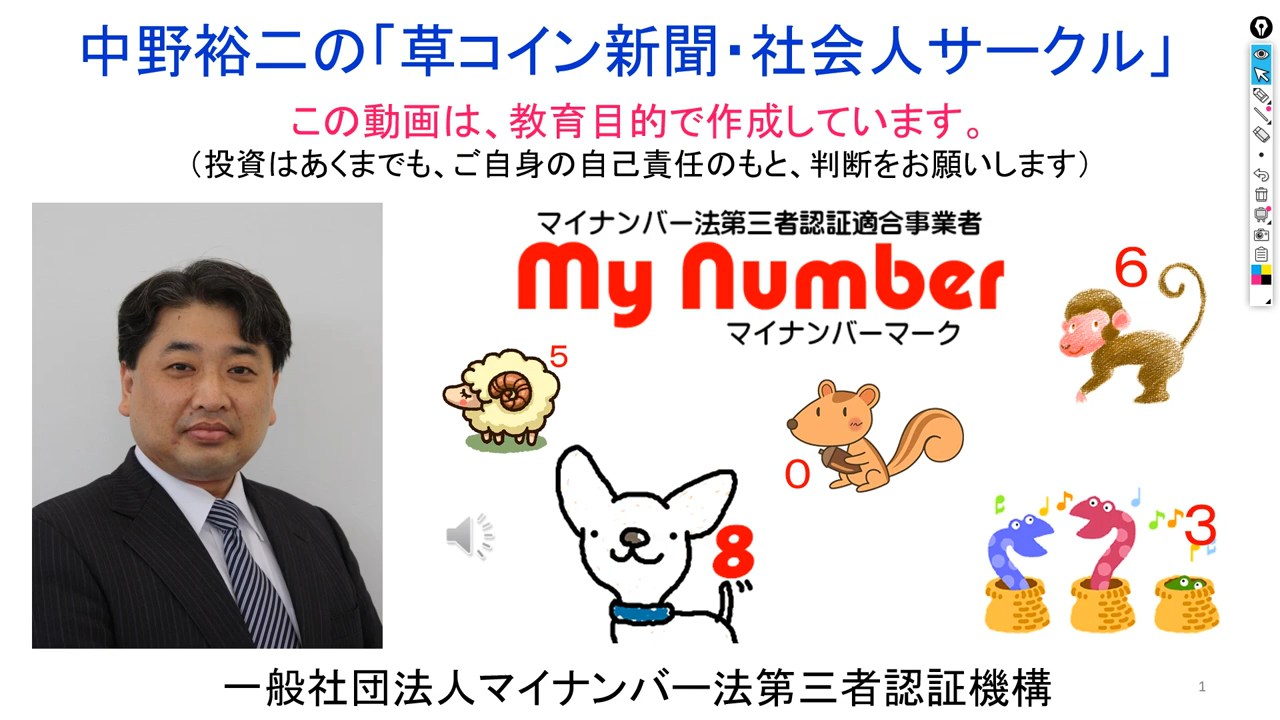 中野裕二の「草コイン新聞・社会人サークル」
この動画は、教育目的で作成しています。
（投資はあくまでも、ご自身の自己責任のもと、判断をお願いします）
マイナンバー法第三者認証適合事業者
My Number
マイナンバーマーク
6
5
0
8
3
一般社団法人マイナンバー法第三者認証機構
1